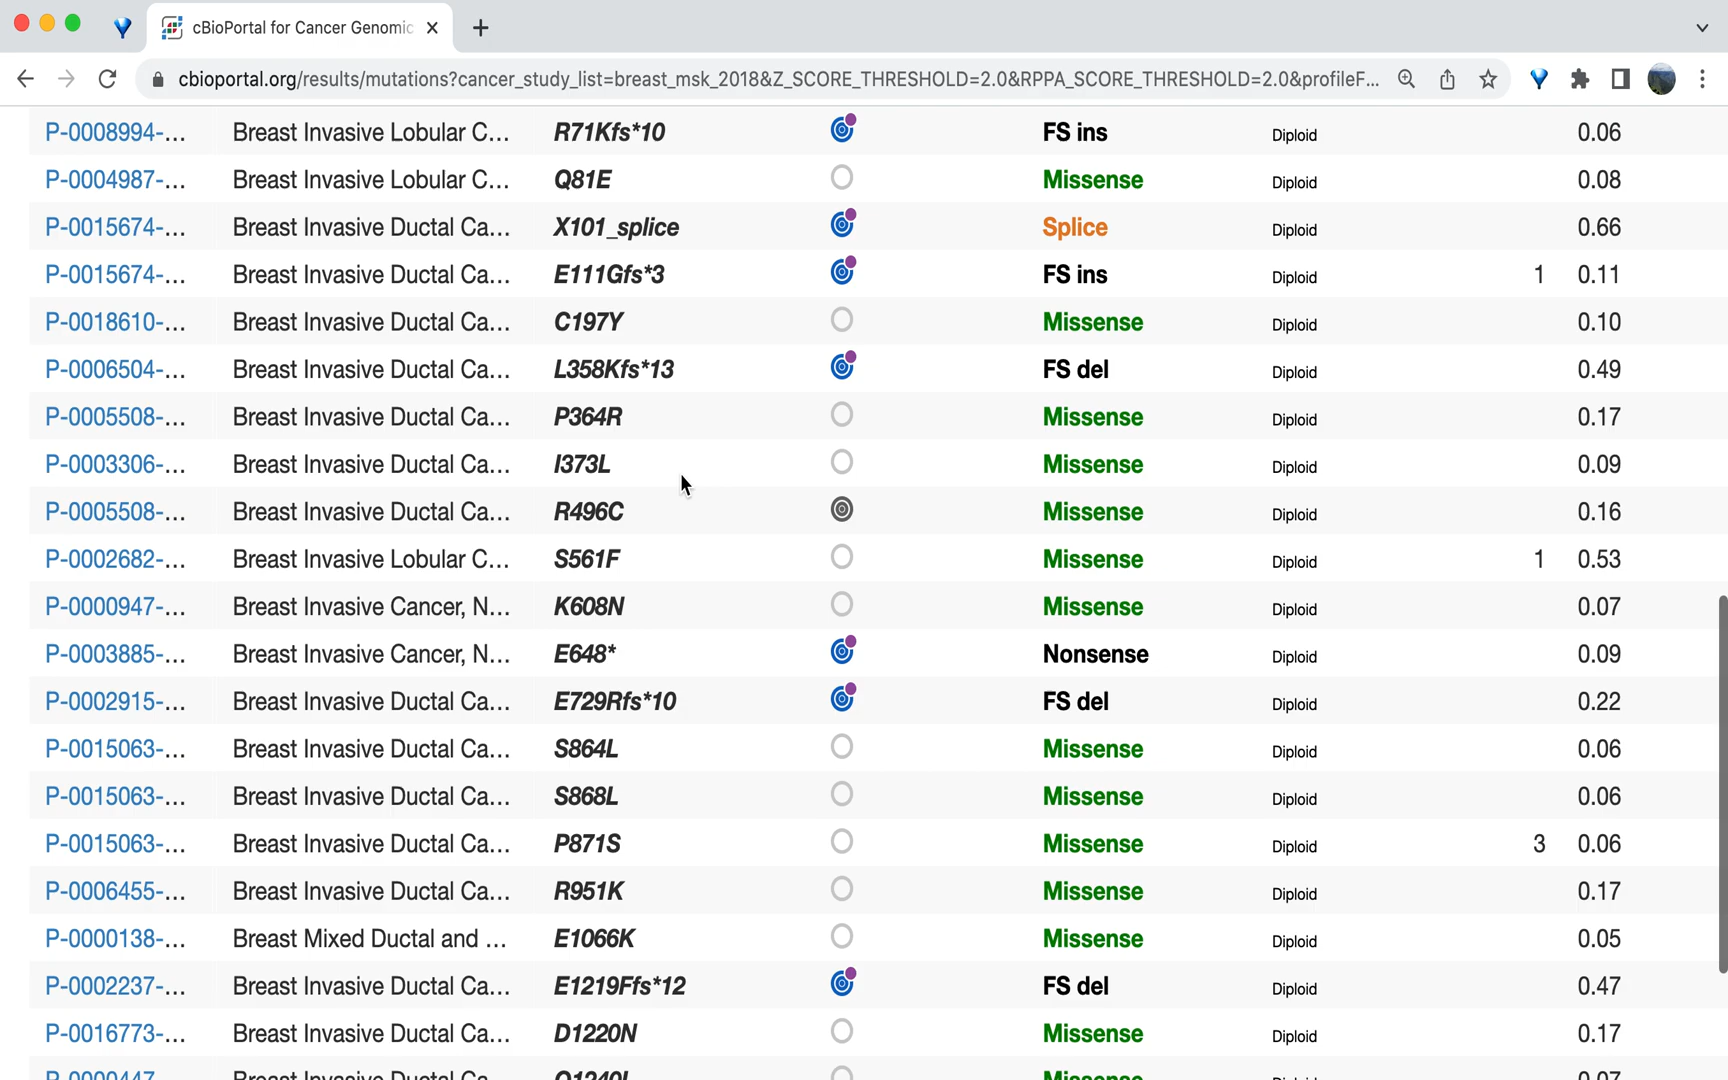 cBioPortal for Cancer Genomic
cbioportal.org/results/mutations?cancer_study_list=breast_msk_2018&Z_SCORE_THRESHOLD=2.0&RPPA_SCORE_THRESHOLD=2.0&profileF...
P-0008994-... Breast Invasive Lobular C... R71Kfs*10 FS ins Diploid 0.06
P-0004987-... Breast Invasive Lobular C... Q81E Missense Diploid 0.08
P-0015674-... Breast Invasive Ductal Ca... X101_splice Splice Diploid 0.66
P-0015674-... Breast Invasive Ductal Ca... E111Gfs*3 FS ins Diploid 1 0.11
P-0018610-... Breast Invasive Ductal Ca... C197Y Missense Diploid 0.10
P-0006504-... Breast Invasive Ductal Ca... L358Kfs*13 FS del Diploid 0.49
P-0005508-... Breast Invasive Ductal Ca... P364R Missense Diploid 0.17
P-0003306-... Breast Invasive Ductal Ca... I373L Missense Diploid 0.09
P-0005508-... Breast Invasive Ductal Ca... R496C Missense Diploid 0.16
P-0002682-... Breast Invasive Lobular C... S561F Missense Diploid 1 0.53
P-0000947-... Breast Invasive Cancer, N... K608N Missense Diploid 0.07
P-0003885-... Breast Invasive Cancer, N... E648* Nonsense Diploid 0.09
P-0002915-... Breast Invasive Ductal Ca... E729Rfs*10 FS del Diploid 0.22
P-0015063-... Breast Invasive Ductal Ca... S864L Missense Diploid 0.06
P-0015063-... Breast Invasive Ductal Ca... S868L Missense Diploid 0.06
P-0015063-... Breast Invasive Ductal Ca... P871S Missense Diploid 3 0.06
P-0006455-... Breast Invasive Ductal Ca... R951K Missense Diploid 0.17
P-0000138-... Breast Mixed Ductal and ... E1066K Missense Diploid 0.05
P-0002237-... Breast Invasive Ductal Ca... E1219Ffs*12 FS del Diploid 0.47
P-0016773-... Breast Invasive Ductal Ca... D1220N Missense Diploid 0.17
P-0000447- Breast Invasive Ductal Ca Missense Diploid 0.07